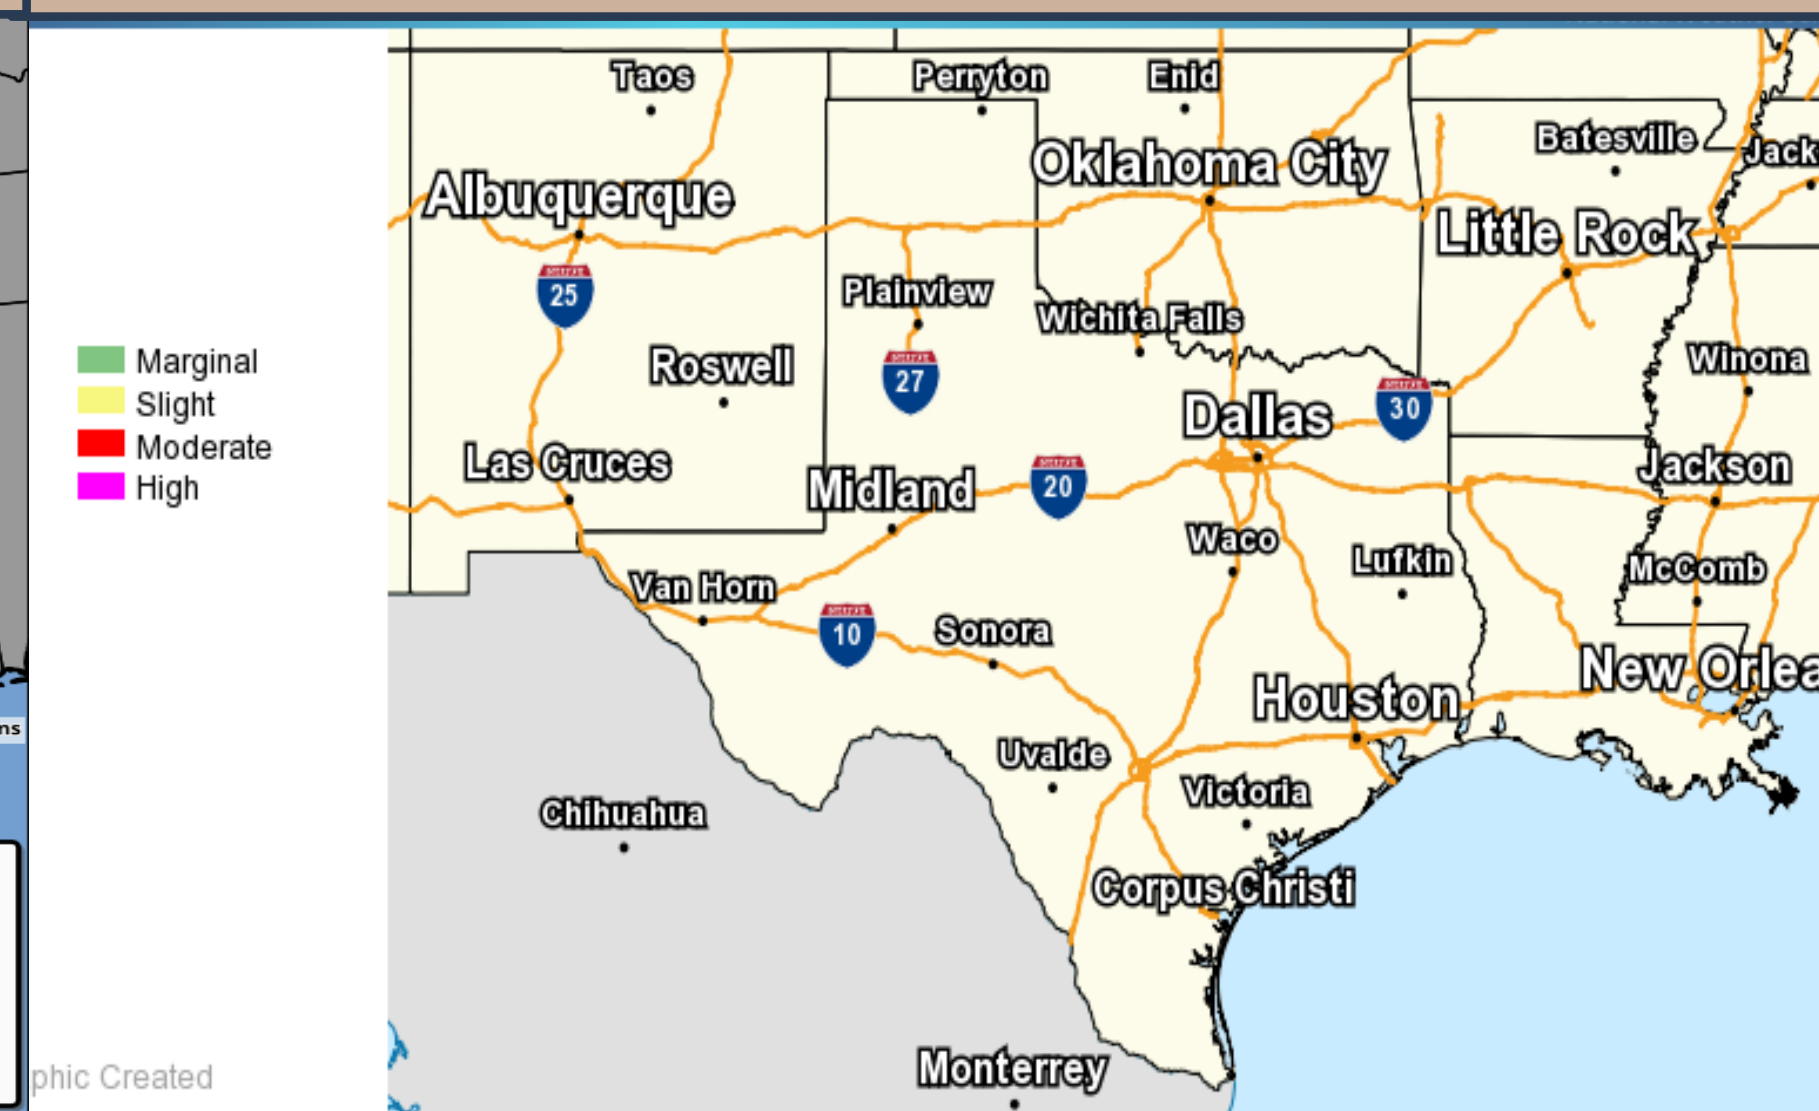 Taos
Perryton
Enid
Batesville
Jack
Oklahoma City
Albuquerque
Little Rock
25
Plainview
Wichita Falls
Winona
Marginal
Roswell
27
30
Slight
Dallas
Moderate
Las Cruces
Jackson
High
Midland
20
Waco
Lufkin
McComb
Van Horn
10
Sonora
New Orlea
Houston
ns
Uvalde
Victoria
Chihuahua
Corpus Christi
Monterrey
phic Created